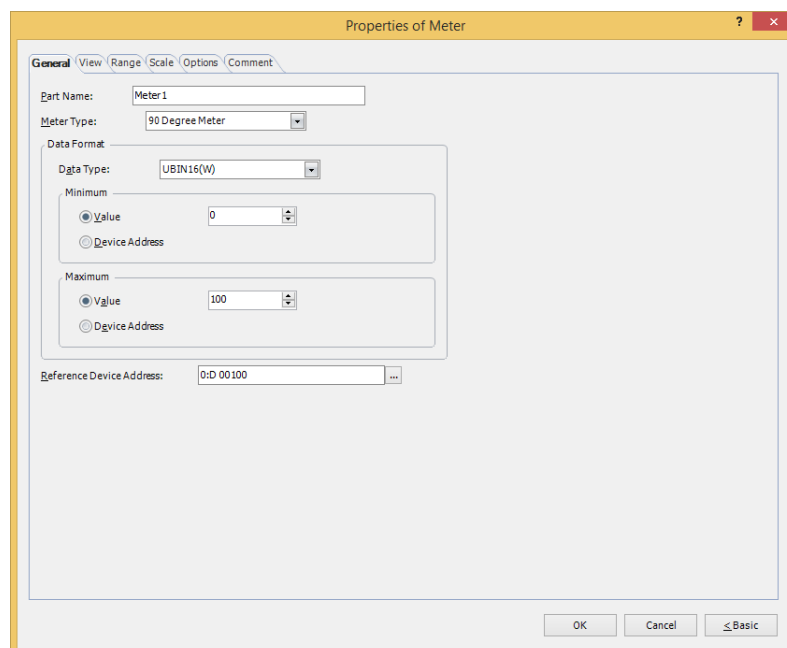 Properties of Meter
? ×
General View Range Scale Options Comment
Part Name: Meter1
Meter Type: 90 Degree Meter
Data Format
Data Type: UBIN16(W)
Minimum
Value 0
Device Address
Maximum
Value 100
Device Address
Reference Device Address: 0:D 00100 ...
OK Cancel < Basic